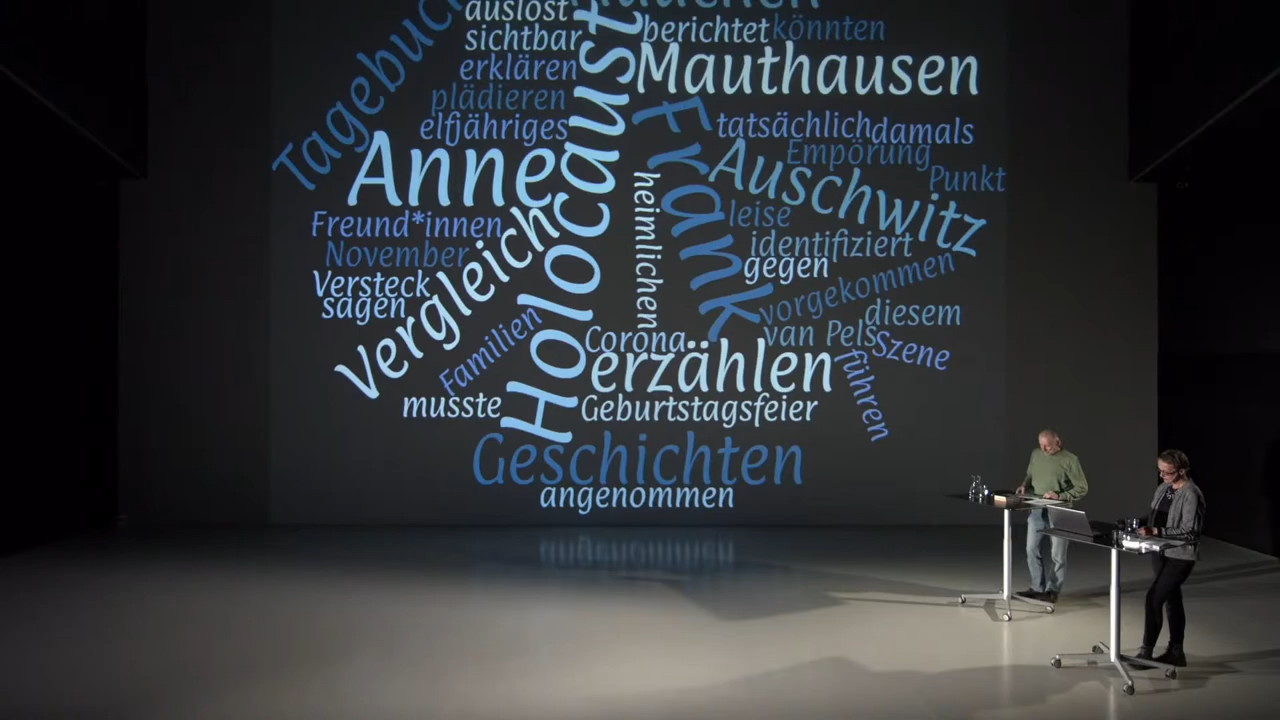 auslöst
sichtbar
berichtet
könnten
Tagebuch
erklären
Mauthausen
plädieren
elfjähriges
Holocaust
Frank
tatsächlich
damals
Empörung
Anne
Auschwitz
Punkt
heimlichen
leise
Freund*innen
identifiziert
November
Vergleich
gegen
Versteck
sagen
vorgekommen
diesem
Familien
Corona
van Pels
Szene
erzählen
führen
musste
Geburtstagsfeier
Geschichten
angenommen